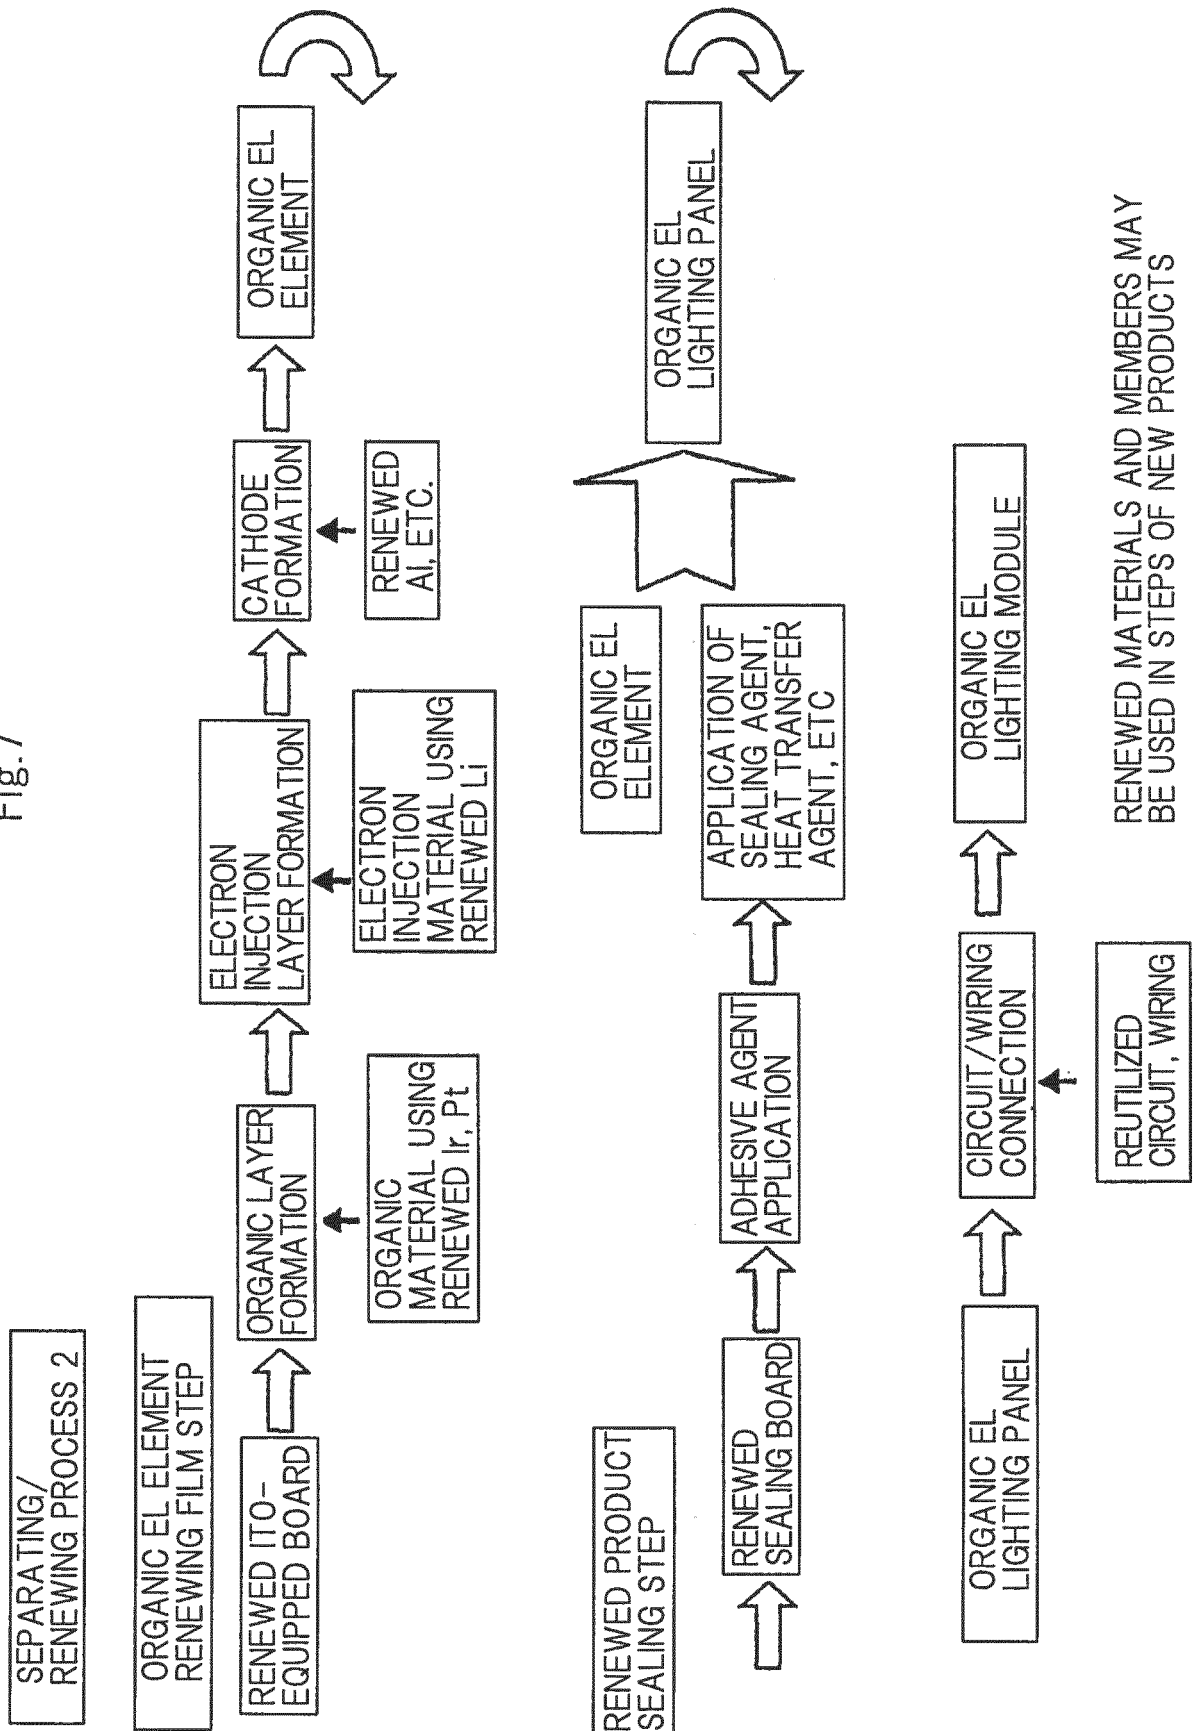 Fig.7
SEPARATING/
RENEWING PROCESS 2
ORGANIC EL ELEMENT
RENEWING FILM STEP
RENEWED ITO-
EQUIPPED BOARD
ORGANIC LAYER
FORMATION
ORGANIC
MATERIAL USING
RENEWED Ir, Pt
ELECTRON
INJECTION
LAYER FORMATION
ELECTRON
INJECTION
MATERIAL USING
RENEWED Li
CATHODE
FORMATION
RENEWED
Al, ETC.
ORGANIC EL
ELEMENT
RENEWED PRODUCT
SEALING STEP
RENEWED
SEALING BOARD
ADHESIVE AGENT
APPLICATION
ORGANIC EL
ELEMENT
APPLICATION OF
SEALING AGENT,
HEAT TRANSFER
AGENT, ETC
ORGANIC EL
LIGHTING PANEL
ORGANIC EL
LIGHTING PANEL
CIRCUIT/WIRING
CONNECTION
REUTILIZED
CIRCUIT, WIRING
ORGANIC EL
LIGHTING MODULE
RENEWED MATERIALS AND MEMBERS MAY
BE USED IN STEPS OF NEW PRODUCTS